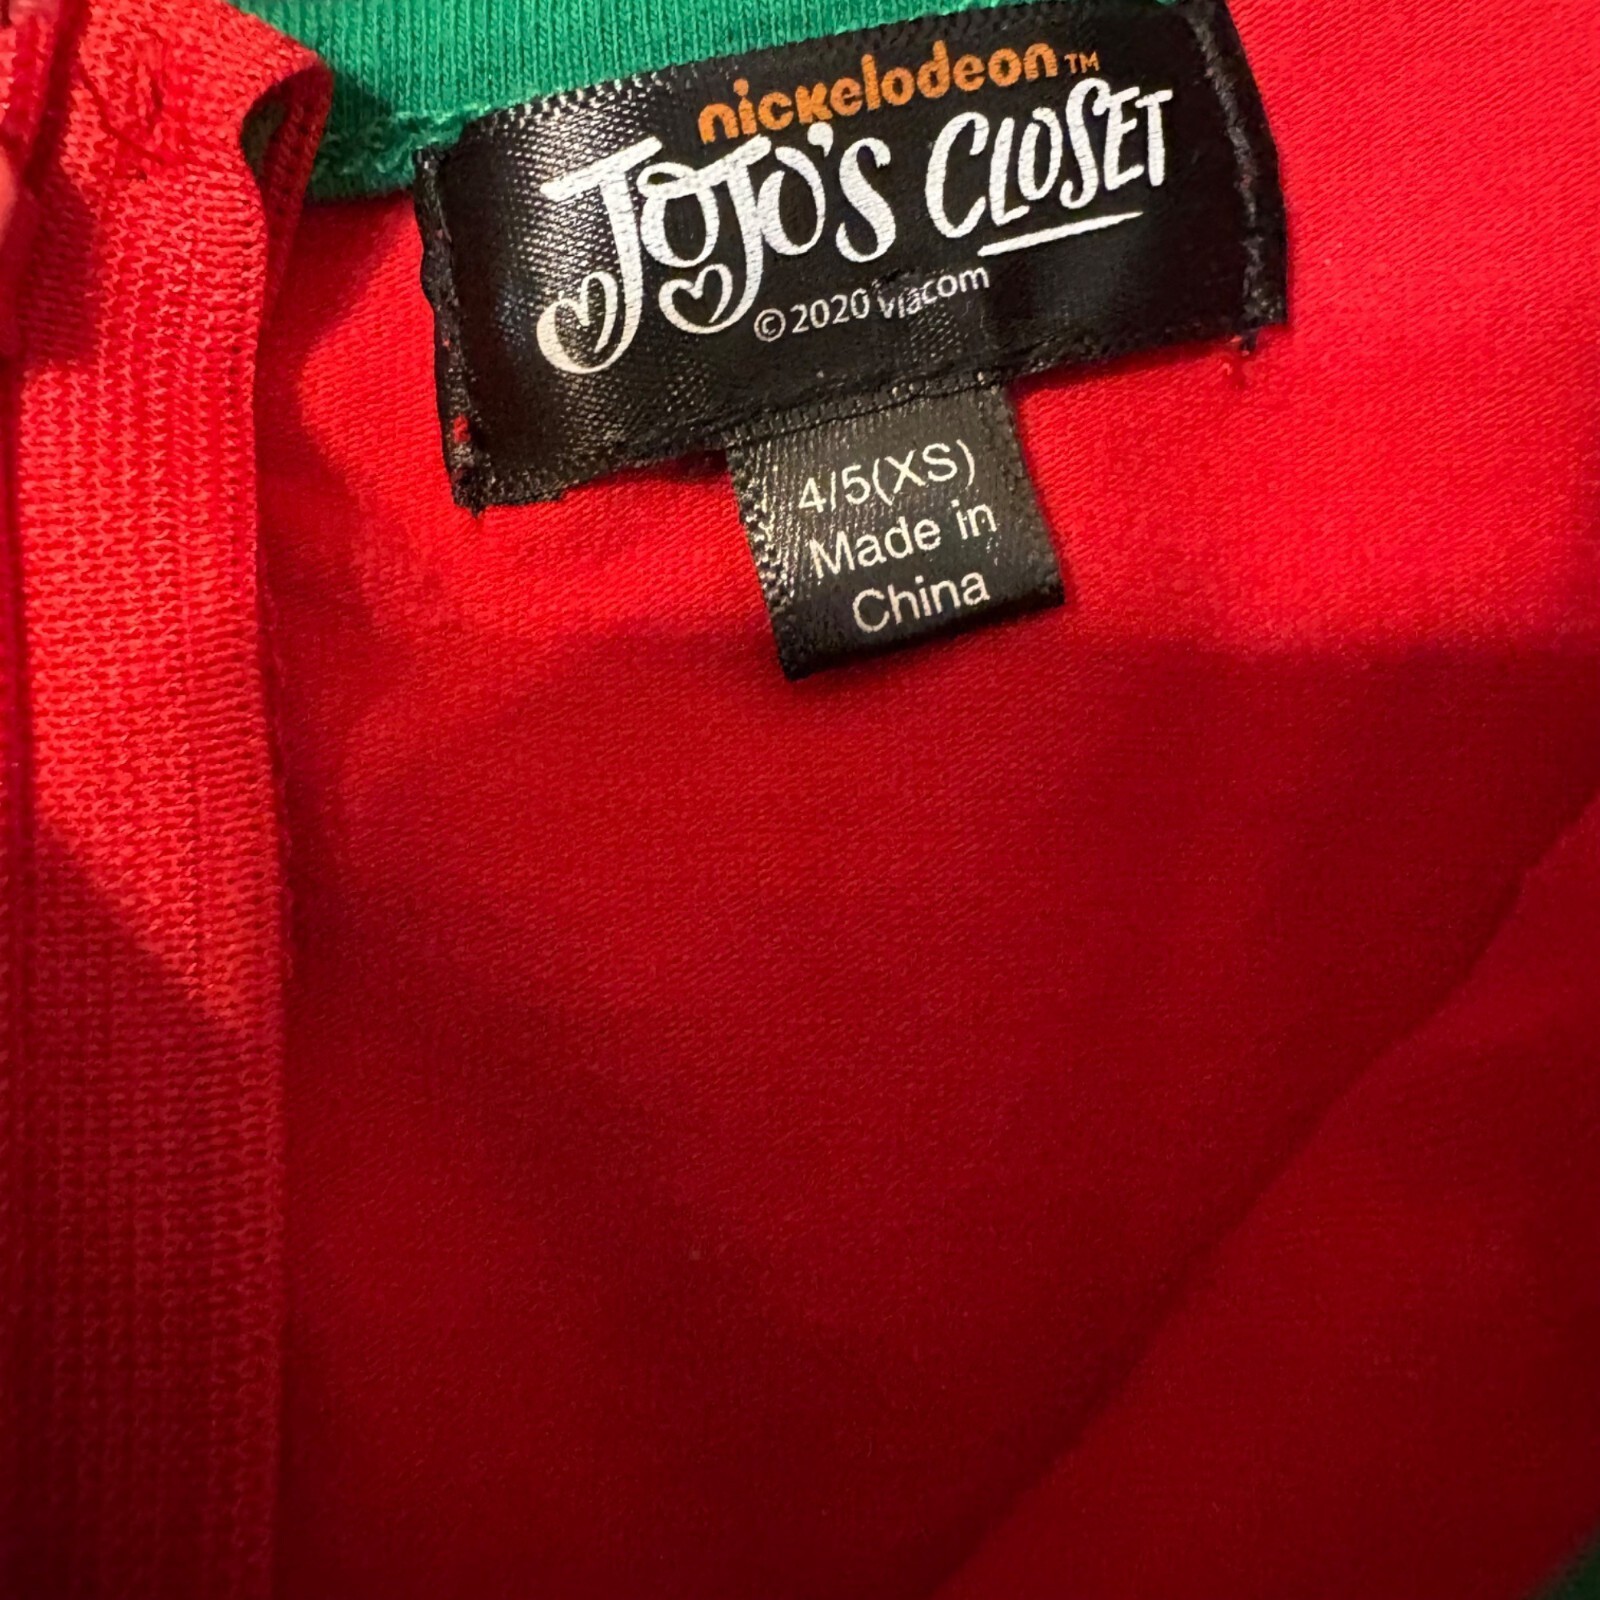 nickelodeon™
JoJo's Closet
© 2020 Viacom
4/5(XS)
Made in
China